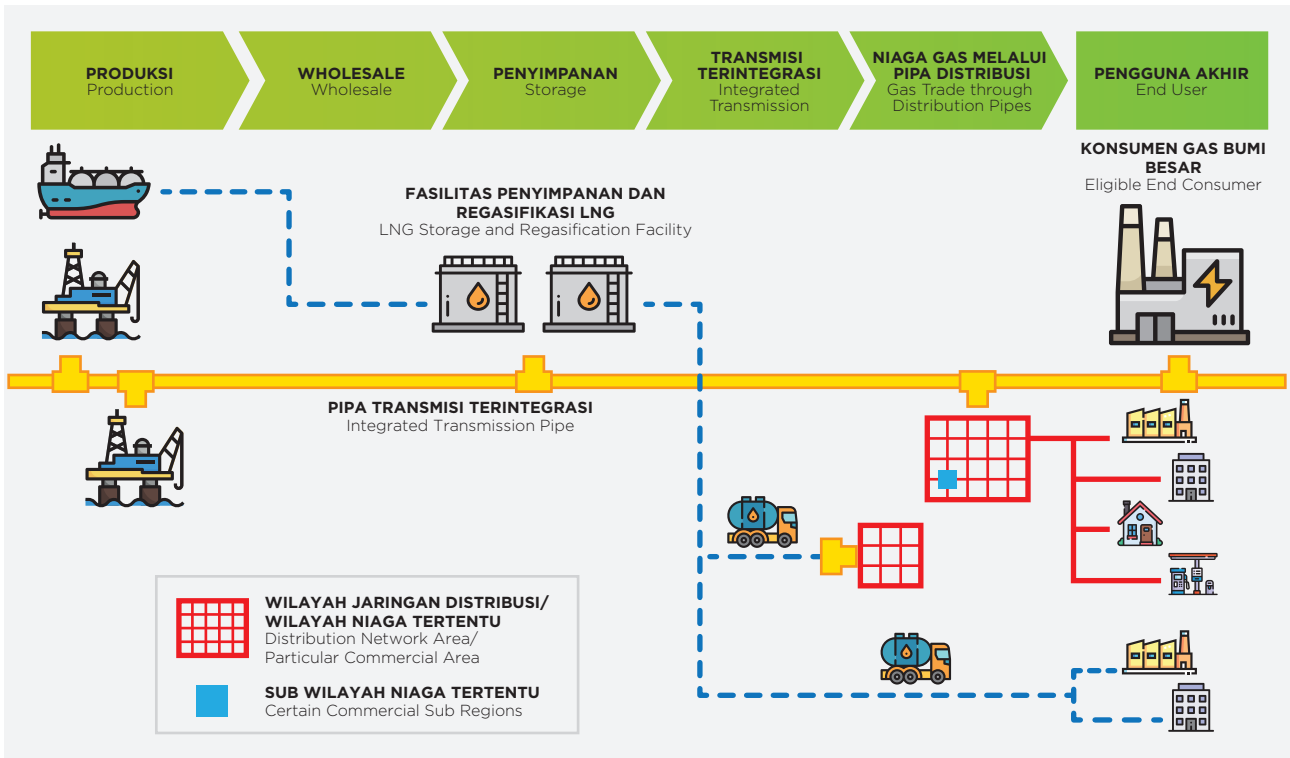 PRODUKSI
Production
WHOLESALE
Wholesale
PENYIMPANAN
Storage
TRANSMISI
TERINTEGRASI
Integrated
Transmission
NIAGA GAS MELALUI
PIPA DISTRIBUSI
Gas Trade through
Distribution Pipes
PENGGUNA AKHIR
End User
KONSUMEN GAS BUMI
BESAR
Eligible End Consumer
FASILITAS PENYIMPANAN DAN
REGASIFIKASI LNG
LNG Storage and Regasification Facility
PIPA TRANSMISI TERINTEGRASI
Integrated Transmission Pipe
WILAYAH JARINGAN DISTRIBUSI/
WILAYAH NIAGA TERTENTU
Distribution Network Area/
Particular Commercial Area
SUB WILAYAH NIAGA TERTENTU
Certain Commercial Sub Regions